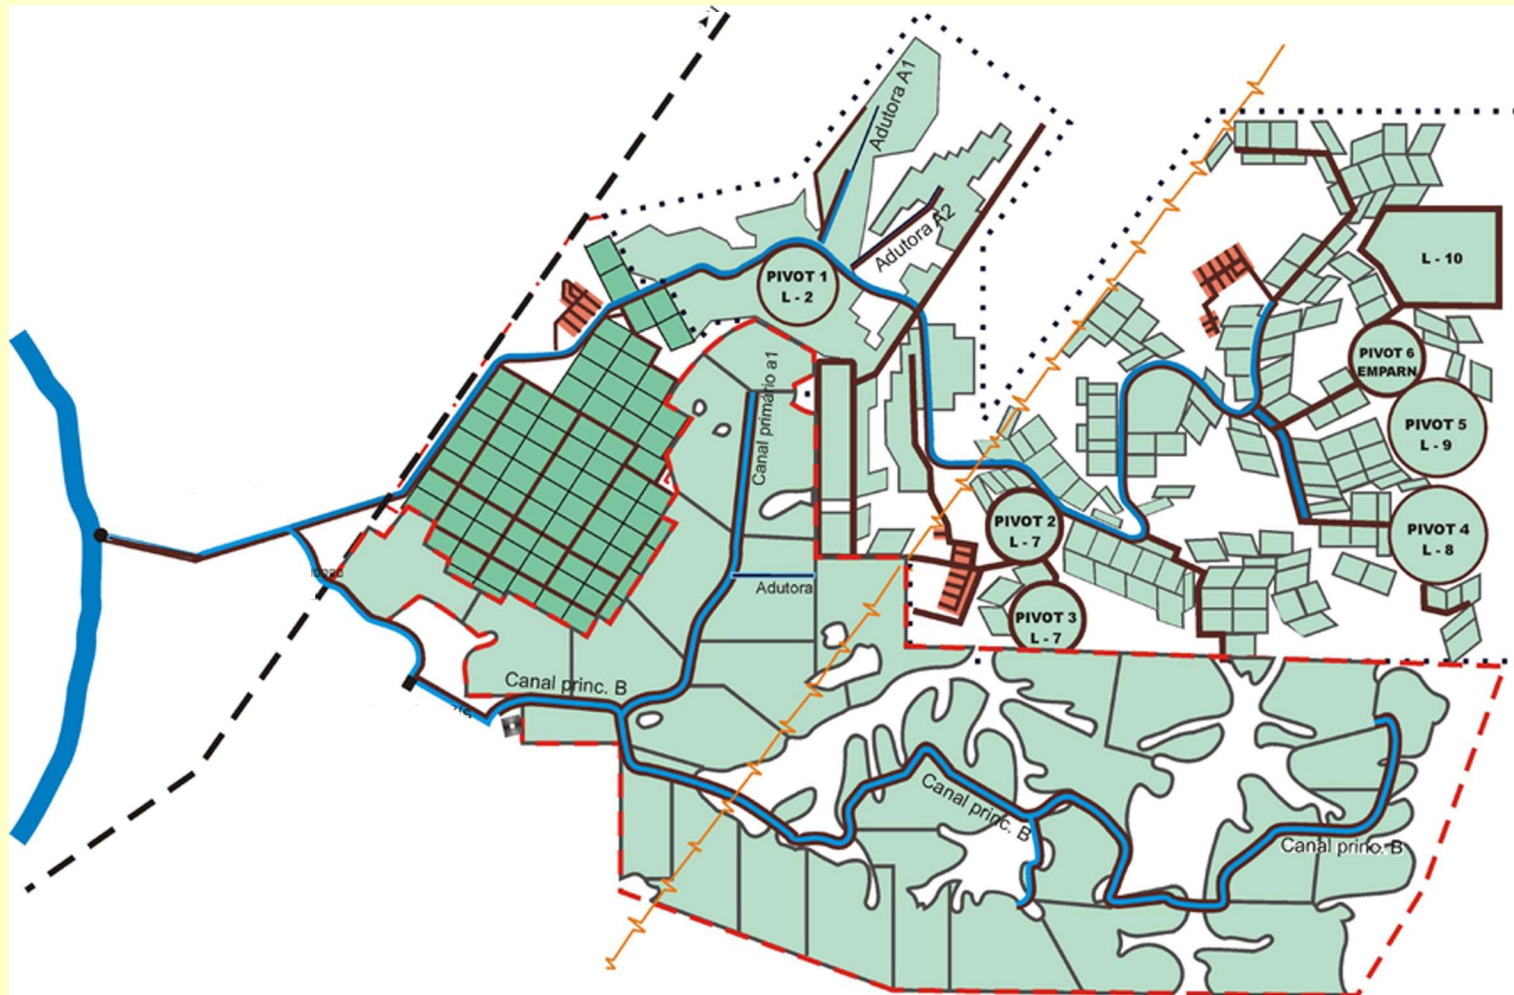 Adutora A1
Adutora A2
PIVOT 1
L - 2
L - 10
PIVOT 6
EMPARN
PIVOT 5
L - 9
Canal primário a1
PIVOT 4
L - 8
PIVOT 2
L - 7
Adutora
PIVOT 3
L - 7
Canal princ. B
Canal princ. B
Canal princ. B